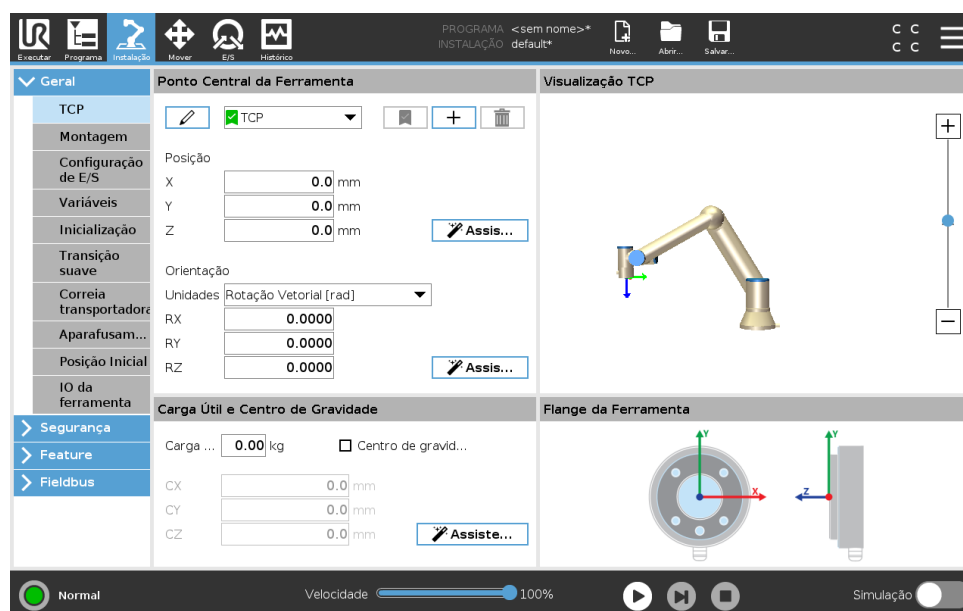 UR
PROGRAMA <sem nome>*
INSTALAÇÃO default*
Executar Programa Instalação Mover E/S Histórico
Novo... Abrir... Salvar...
C C
C C
Geral
TCP
Montagem
Configuração
de E/S
Variáveis
Inicialização
Transição
suave
Correia
transportadora
Aparafusam...
Posição Inicial
IO da
ferramenta
Segurança
Feature
Fieldbus
Ponto Central da Ferramenta
TCP
Posição
X 0.0 mm
Y 0.0 mm
Z 0.0 mm Assis...
Orientação
Unidades Rotação Vetorial [rad]
RX 0.0000
RY 0.0000
RZ 0.0000 Assis...
Carga Útil e Centro de Gravidade
Carga ... 0.00 kg Centro de gravid...
CX 0.0 mm
CY 0.0 mm
CZ 0.0 mm Assiste...
Visualização TCP
Flange da Ferramenta
Y Y
X Z
Normal Velocidade 100% Simulação